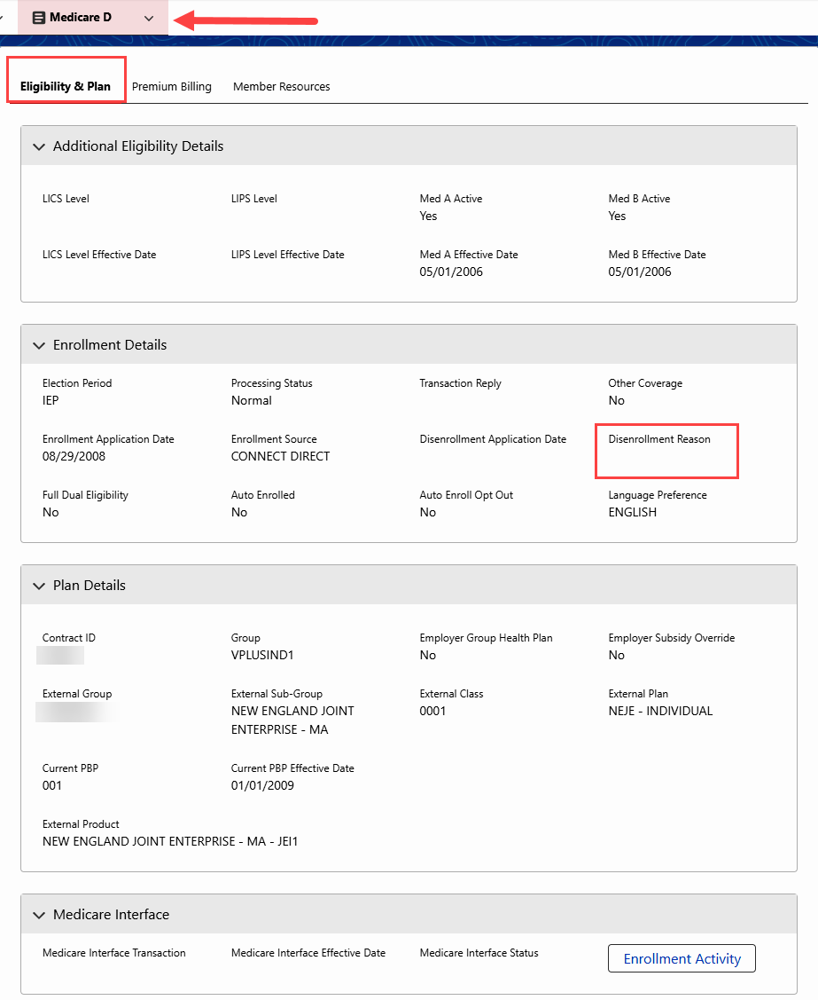 Medicare D
Eligibility & Plan Premium Billing Member Resources
Additional Eligibility Details
LICS Level LIPS Level Med A Active Med B Active
Yes Yes
LICS Level Effective Date LIPS Level Effective Date Med A Effective Date Med B Effective Date
05/01/2006 05/01/2006
Enrollment Details
Election Period Processing Status Transaction Reply Other Coverage
IEP Normal No
Enrollment Application Date Enrollment Source Disenrollment Application Date Disenrollment Reason
08/29/2008 CONNECT DIRECT
Full Dual Eligibility Auto Enrolled Auto Enroll Opt Out Language Preference
No No No ENGLISH
Plan Details
Contract ID Group Employer Group Health Plan Employer Subsidy Override
VPLUSIND1 No No
External Group External Sub-Group External Class External Plan
NEW ENGLAND JOINT 0001 NEJE - INDIVIDUAL
ENTERPRISE - MA
Current PBP Current PBP Effective Date
001 01/01/2009
External Product
NEW ENGLAND JOINT ENTERPRISE - MA - JEI1
Medicare Interface
Medicare Interface Transaction Medicare Interface Effective Date Medicare Interface Status Enrollment Activity